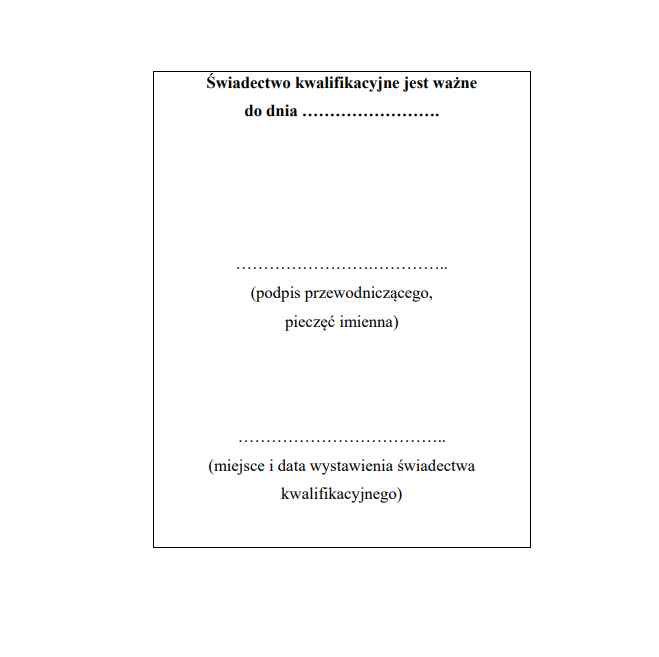 Świadectwo kwalifikacyjne jest ważne
do dnia …………………….
…………………….…………..
(podpis przewodniczącego,
pieczęć imienna)
………………………………..
(miejsce i data wystawienia świadectwa
kwalifikacyjnego)